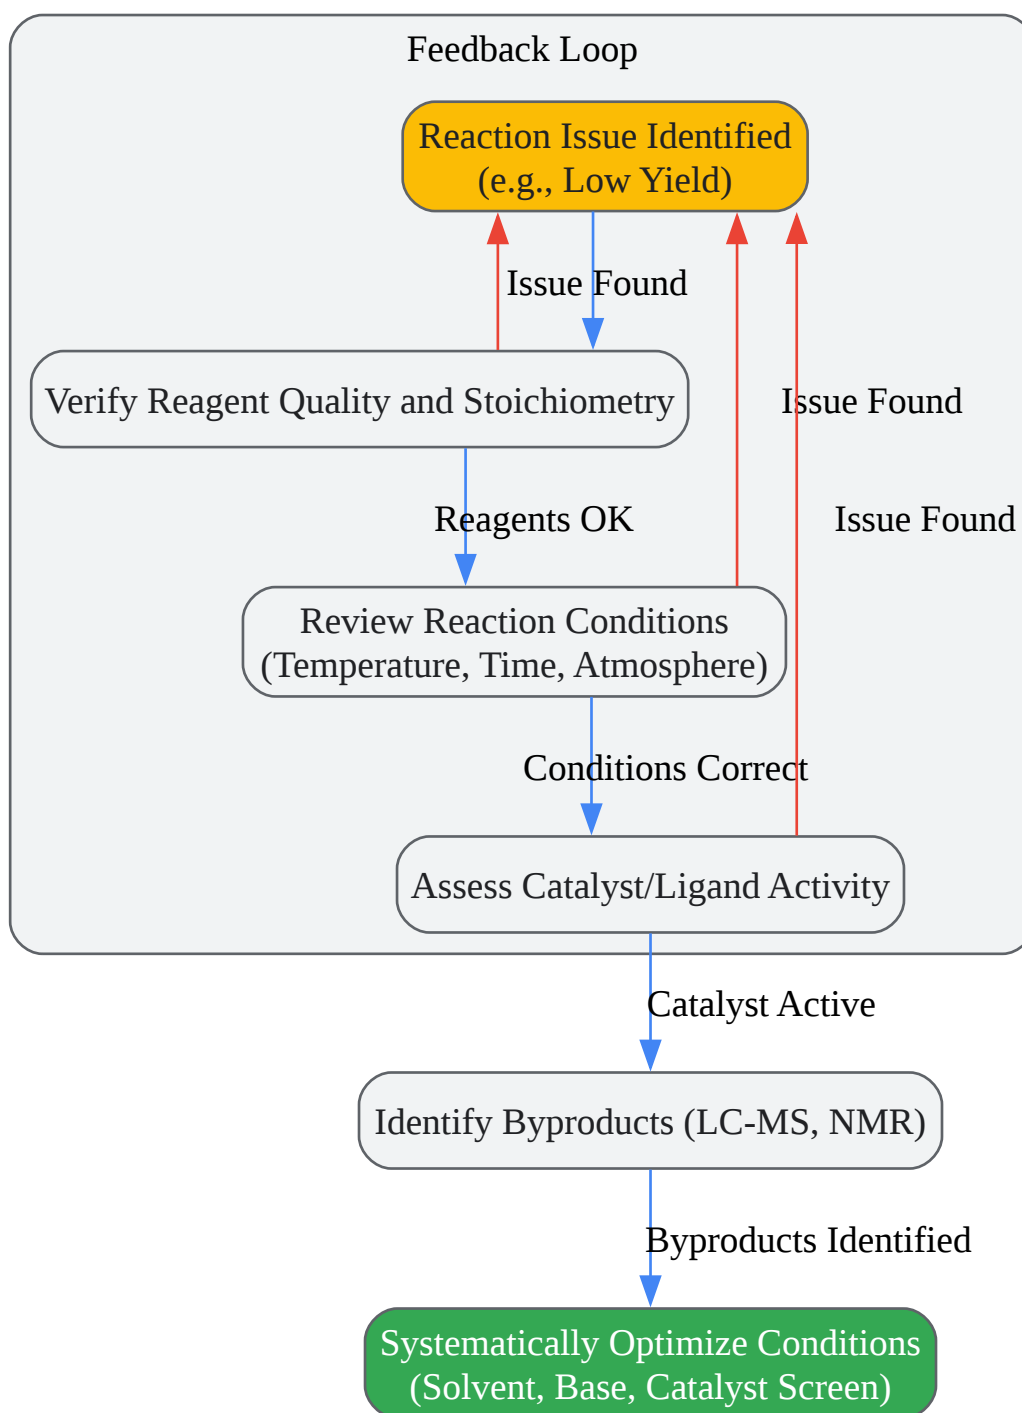 Feedback Loop
Reaction Issue Identified
(e.g., Low Yield)
Issue Found
Verify Reagent Quality and Stoichiometry
Issue Found
Reagents OK
Issue Found
Review Reaction Conditions
(Temperature, Time, Atmosphere)
Conditions Correct
Assess Catalyst/Ligand Activity
Catalyst Active
Identify Byproducts (LC-MS, NMR)
Byproducts Identified
Systematically Optimize Conditions
(Solvent, Base, Catalyst Screen)